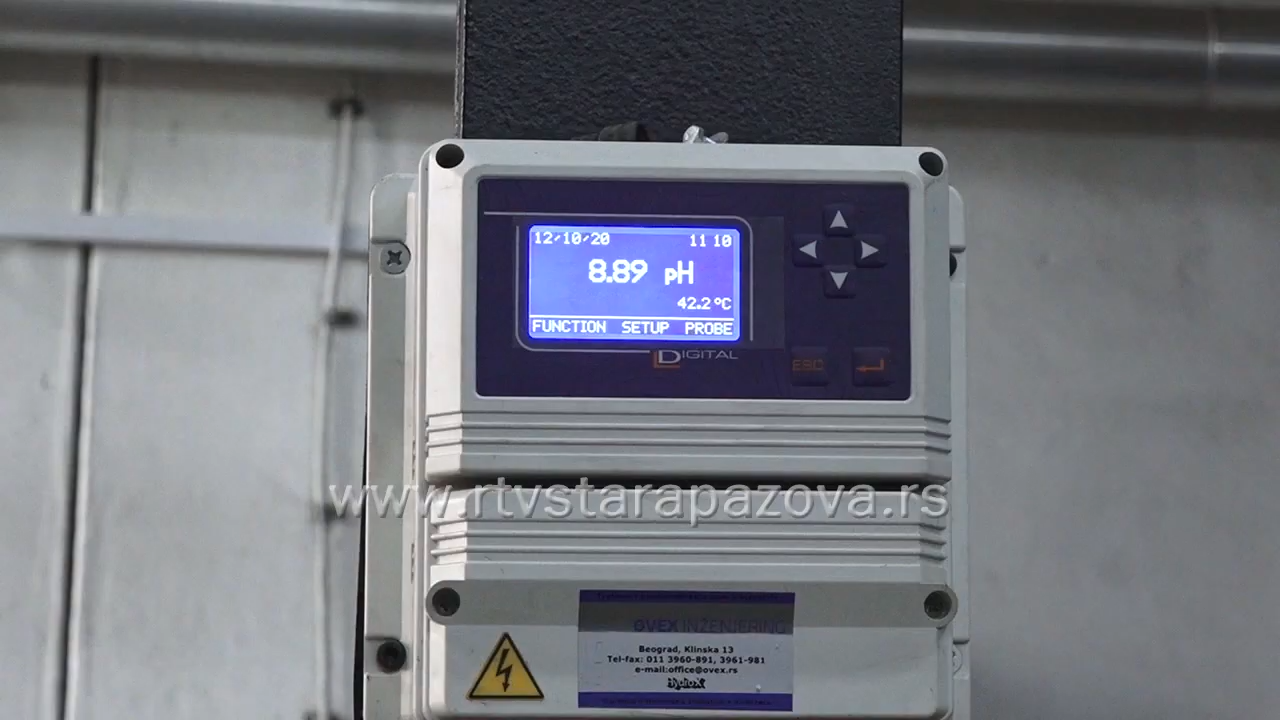 12/10/20 11 10
8.89 pH
42.2 °C
FUNCTION SETUP PROBE
DIGITAL
ESC
www.rtvstarapazova.rs
OVEX INŽENJERING
Beograd, Klinska 13
Tel-fax: 011 3960-891, 3961-981
e-mail:office@ovex.rs
HydroX